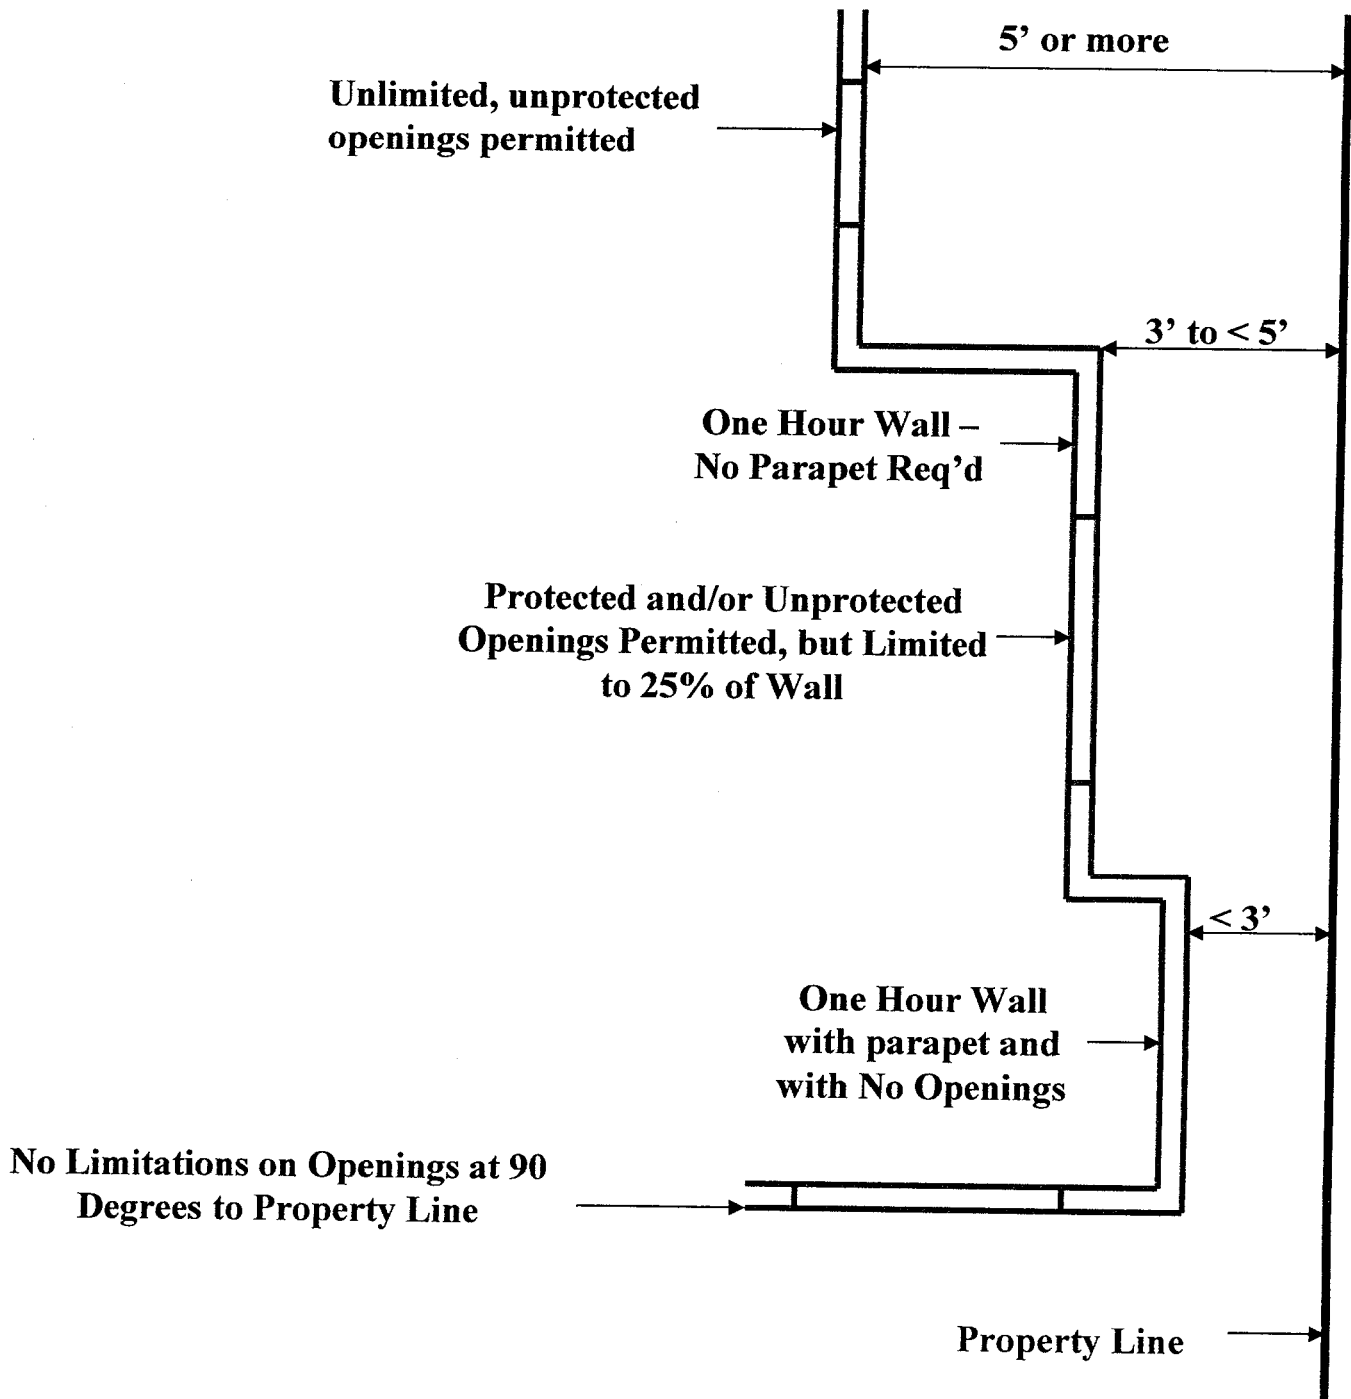 5’ or more
Unlimited, unprotected
openings permitted
3’ to < 5’
One Hour Wall –
No Parapet Req’d
Protected and/or Unprotected
Openings Permitted, but Limited
to 25% of Wall
< 3’
One Hour Wall
with parapet and
with No Openings
No Limitations on Openings at 90
Degrees to Property Line
Property Line